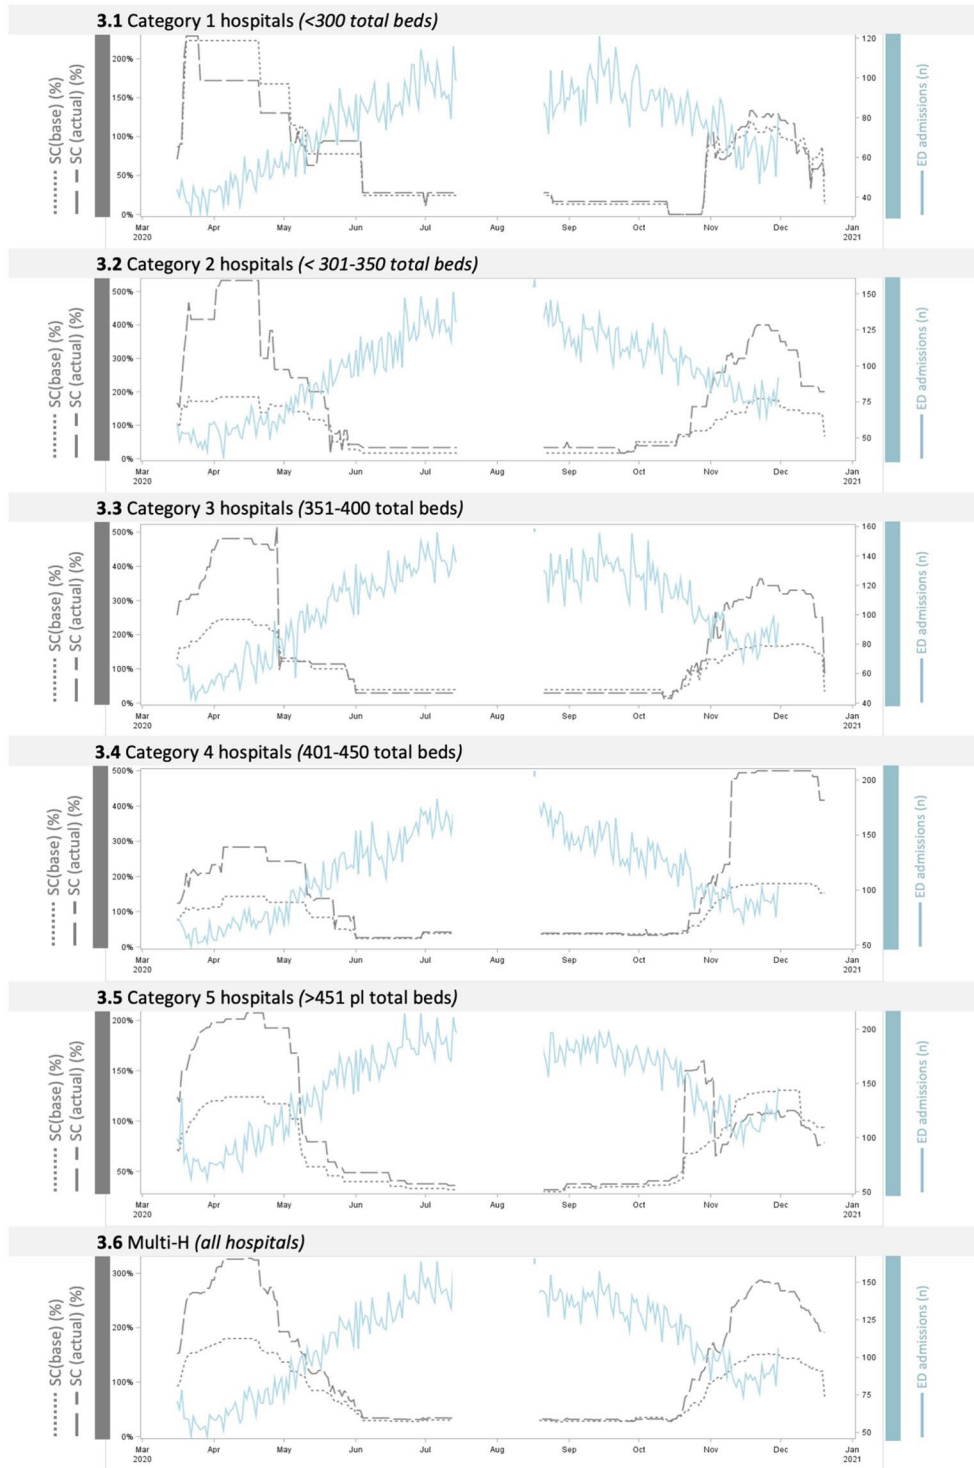 3.1 Category 1 hospitals (<300 total beds)
SC(base) (%)
SC (actual) (%)
200%
150%
100%
50%
0%
120
100
80
60
40
ED admissions (n)
Mar Apr May Jun Jul Aug Sep Oct Nov Dec Jan
2020 2021
3.2 Category 2 hospitals (< 301-350 total beds)
SC(base) (%)
SC (actual) (%)
500%
400%
300%
200%
100%
0%
150
125
100
75
50
ED admissions (n)
Mar Apr May Jun Jul Aug Sep Oct Nov Dec Jan
2020 2021
3.3 Category 3 hospitals (351-400 total beds)
SC(base) (%)
SC (actual) (%)
500%
400%
300%
200%
100%
0%
160
140
120
100
80
60
40
ED admissions (n)
Mar Apr May Jun Jul Aug Sep Oct Nov Dec Jan
2020 2021
3.4 Category 4 hospitals (401-450 total beds)
SC(base) (%)
SC (actual) (%)
500%
400%
300%
200%
100%
0%
200
150
100
50
ED admissions (n)
Mar Apr May Jun Jul Aug Sep Oct Nov Dec Jan
2020 2021
3.5 Category 5 hospitals (>451 pl total beds)
SC(base) (%)
SC (actual) (%)
200%
150%
100%
50%
200
150
100
50
ED admissions (n)
Mar Apr May Jun Jul Aug Sep Oct Nov Dec Jan
2020 2021
3.6 Multi-H (all hospitals)
SC(base) (%)
SC (actual) (%)
300%
200%
100%
0%
150
125
100
75
50
ED admissions (n)
Mar Apr May Jun Jul Aug Sep Oct Nov Dec Jan
2020 2021